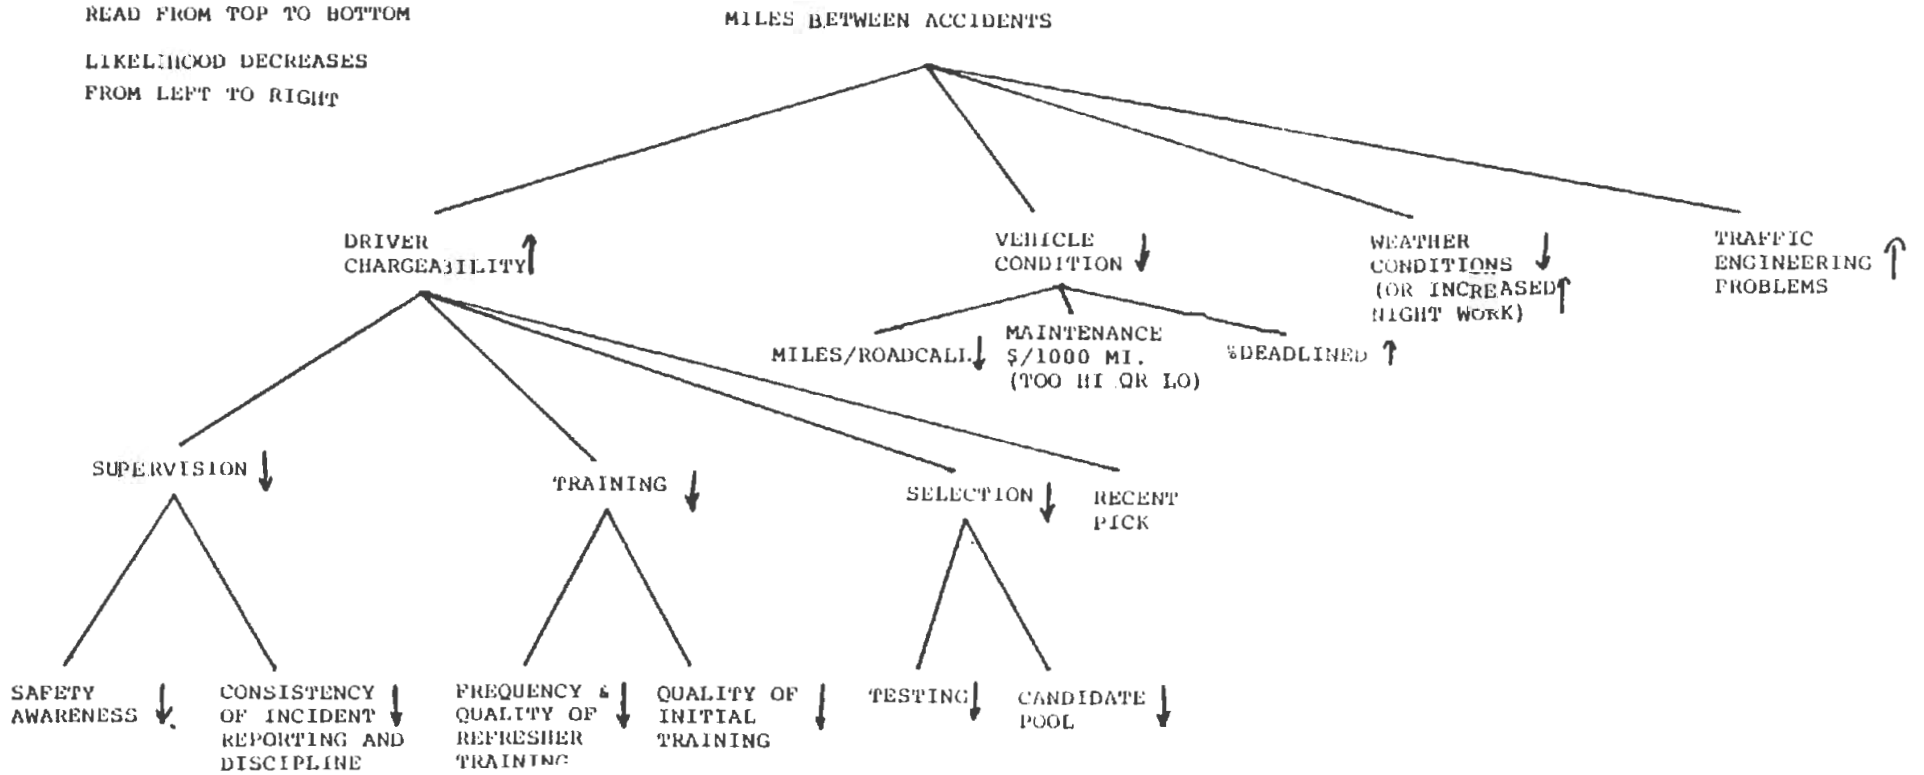 READ FROM TOP TO BOTTOM
LIKELIHOOD DECREASES
FROM LEFT TO RIGHT
MILES BETWEEN ACCIDENTS
DRIVER
CHARGEABILITY ↑
VEHICLE
CONDITION ↓
WEATHER
CONDITIONS ↓
(OR INCREASED ↑
NIGHT WORK)
TRAFFIC
ENGINEERING ↑
PROBLEMS
MILES/ROADCALL ↓
MAINTENANCE
$/1000 MI.
(TOO HI OR LO)
%DEADLINED ↑
SUPERVISION ↓
TRAINING ↓
SELECTION ↓
RECENT
PICK
SAFETY
AWARENESS ↓
CONSISTENCY ↓
OF INCIDENT
REPORTING AND
DISCIPLINE
FREQUENCY & ↓
QUALITY OF
REFRESHER
TRAINING
QUALITY OF ↓
INITIAL
TRAINING
TESTING ↓
CANDIDATE ↓
POOL